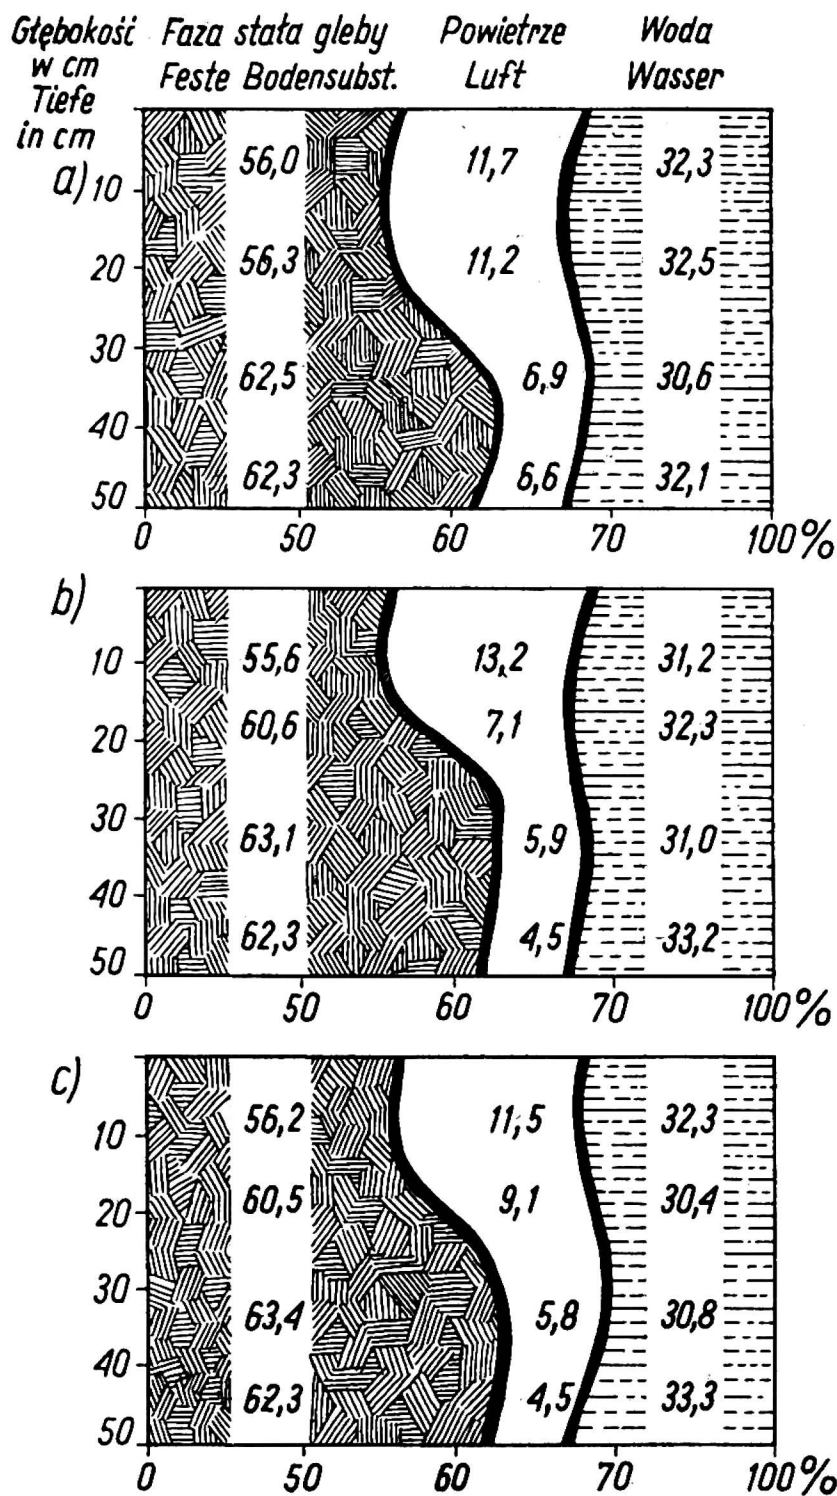 Głębokość w cm Tiefe in cm
Faza stała gleby Feste Bodensubst.
Powietrze Luft
Woda Wasser
a)
56,0 11,7 32,3
10
20 56,3 11,2 32,5
30
62,5 6,9 30,6
40
50 62,3 6,6 32,1
0 50 60 70 100%
b)
10 55,6 13,2 31,2
60,6 7,1 32,3
20
30 63,1 5,9 31,0
40
62,3 4,5 33,2
50
0 50 60 70 100%
c)
56,2 11,5 32,3
10
20 60,5 9,1 30,4
30
63,4 5,8 30,8
40
62,3 4,5 33,3
50
0 50 60 70 100%